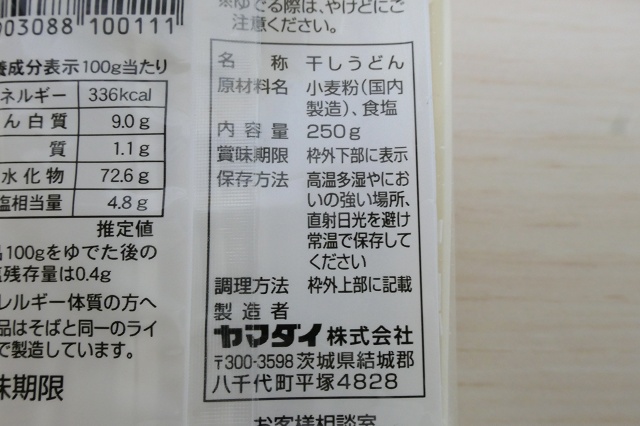 003088 100111
養成分表示100g当たり
ネルギー 336kcal
ん白質 9.0g
質 1.1g
水化物 72.6g
塩相当量 4.8g
推定値
品100gをゆでた後の
塩残存量は0.4g
レルギー体質の方へ
品はそばと同一のライ
で製造しています。
味期限
※ゆでる際は、やけどにご
注意ください。
名称 干しうどん
原材料名 小麦粉(国内
製造)、食塩
内容量 250g
賞味期限 枠外下部に表示
保存方法 高温多湿やにお
いの強い場所、
直射日光を避け
常温で保存して
ください
調理方法 枠外上部に記載
製造者
ヤマダイ株式会社
〒300-3598 茨城県結城郡
八千代町平塚4828
お客様相談室